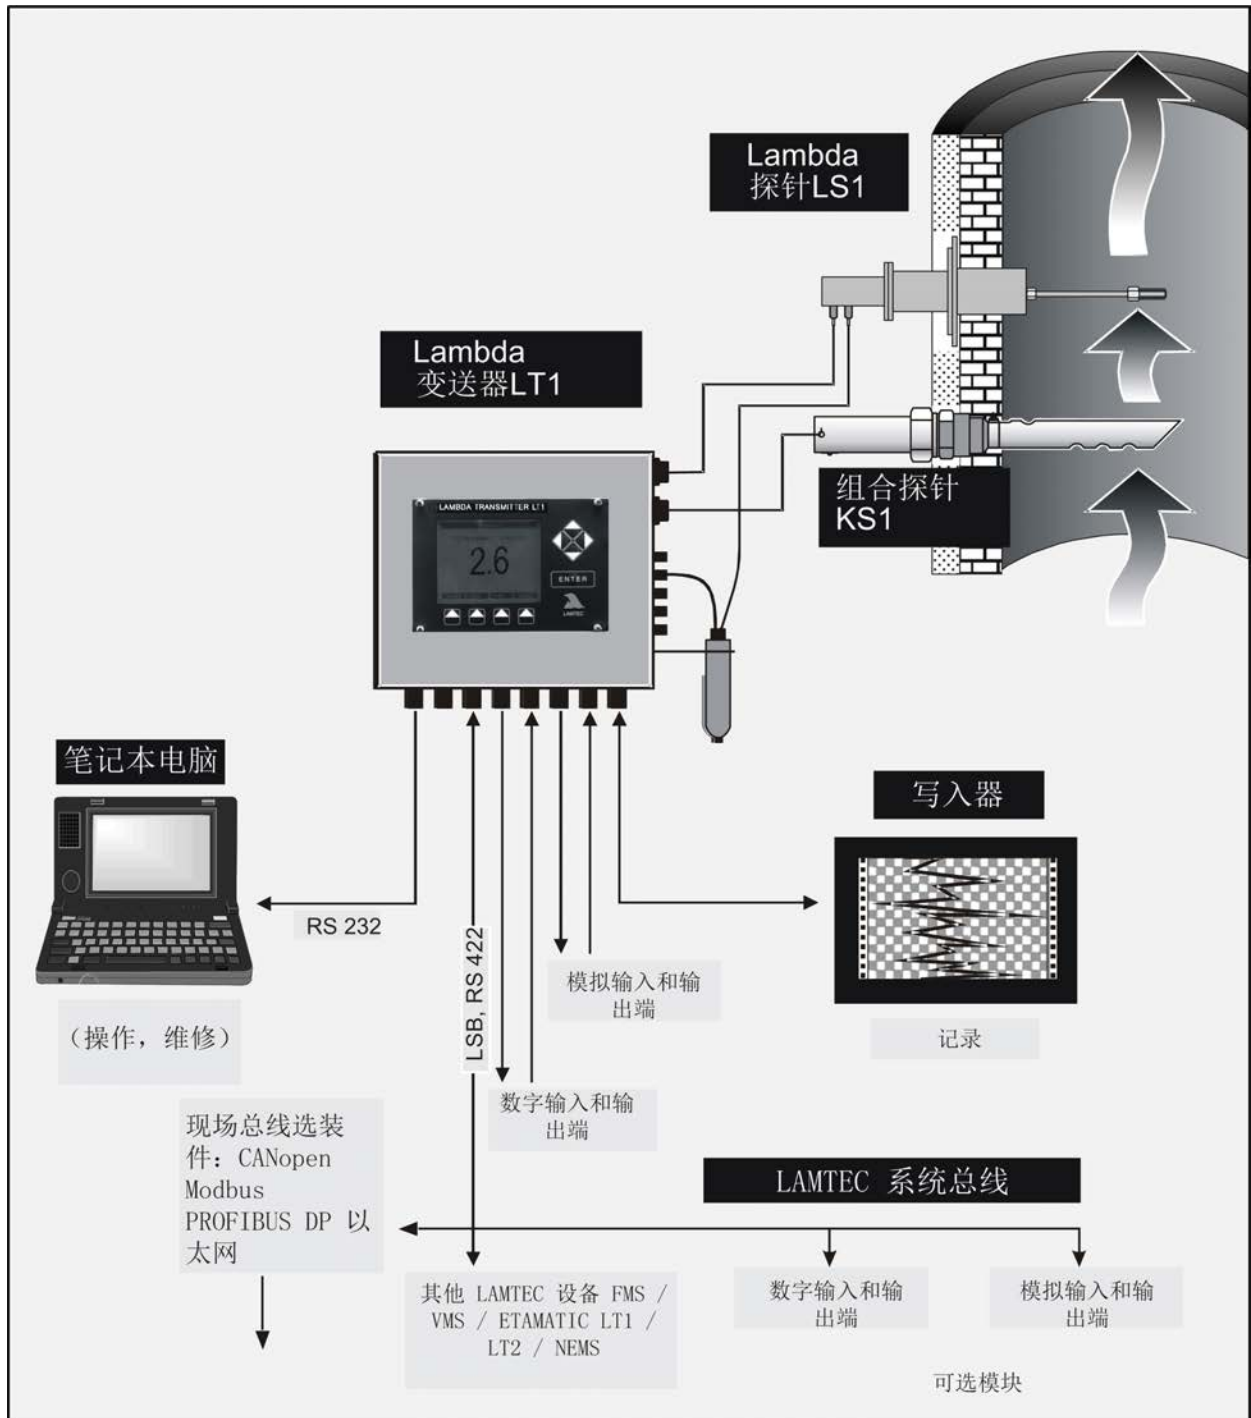 Lambda
探针LS1
Lambda
变送器LT1
组合探针
KS1
LAMBDA TRANSMITTER LT1
2.6
ENTER
LAMTEC
笔记本电脑
写入器
RS 232
LSB, RS 422
模拟输入和输
出端
（操作，维修）
记录
数字输入和输
出端
现场总线选装
件：CANopen
Modbus
PROFIBUS DP 以
太网
LAMTEC 系统总线
其他 LAMTEC 设备 FMS /
VMS / ETAMATIC LT1 /
LT2 / NEMS
数字输入和输
出端
模拟输入和输
出端
可选模块